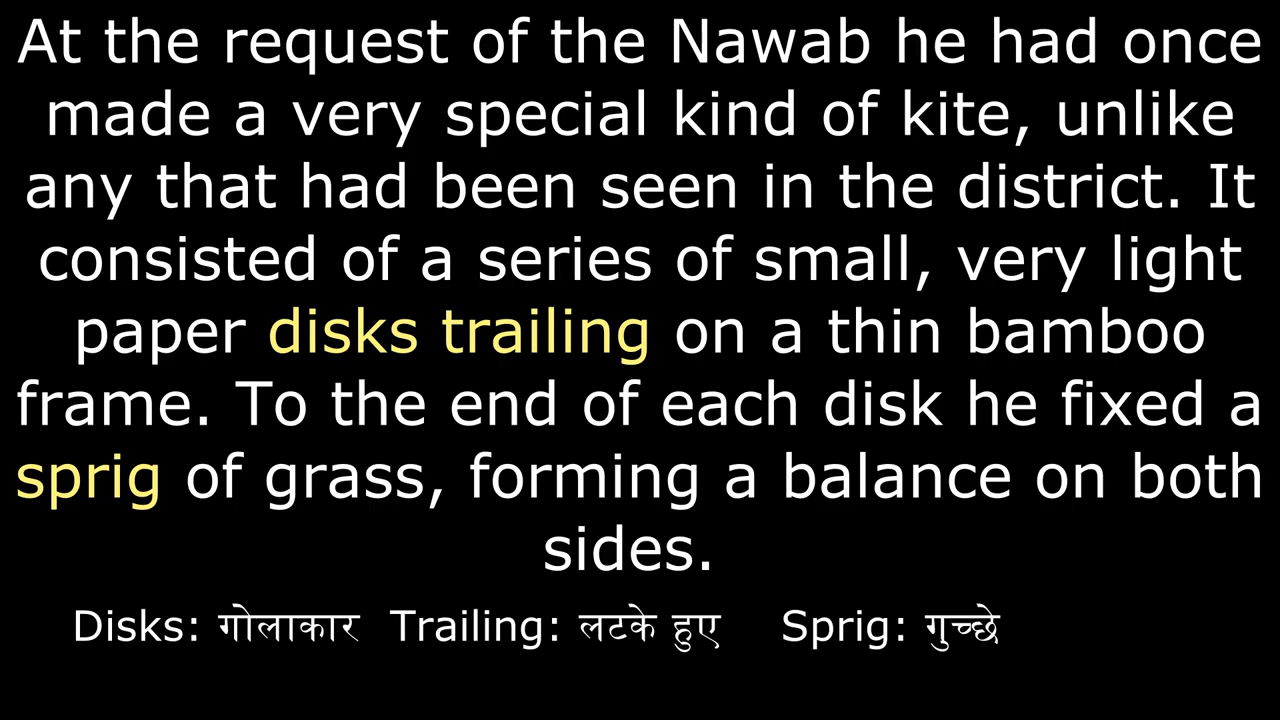 At the request of the Nawab he had once
made a very special kind of kite, unlike
any that had been seen in the district. It
consisted of a series of small, very light
paper disks trailing on a thin bamboo
frame. To the end of each disk he fixed a
sprig of grass, forming a balance on both
sides.
Disks: गोलाकार Trailing: लटके हुए Sprig: गुच्छे